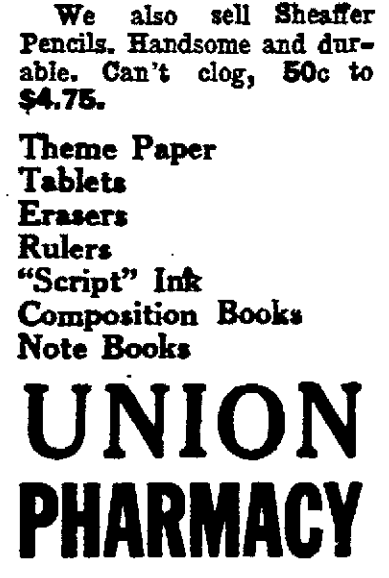 We also sell Sheaffer
Pencils. Handsome and dur-
able. Can't clog, 50c to
$4.75.
Theme Paper
Tablets
Erasers
Rulers
"Script" Ink
Composition Books
Note Books
UNION
PHARMACY